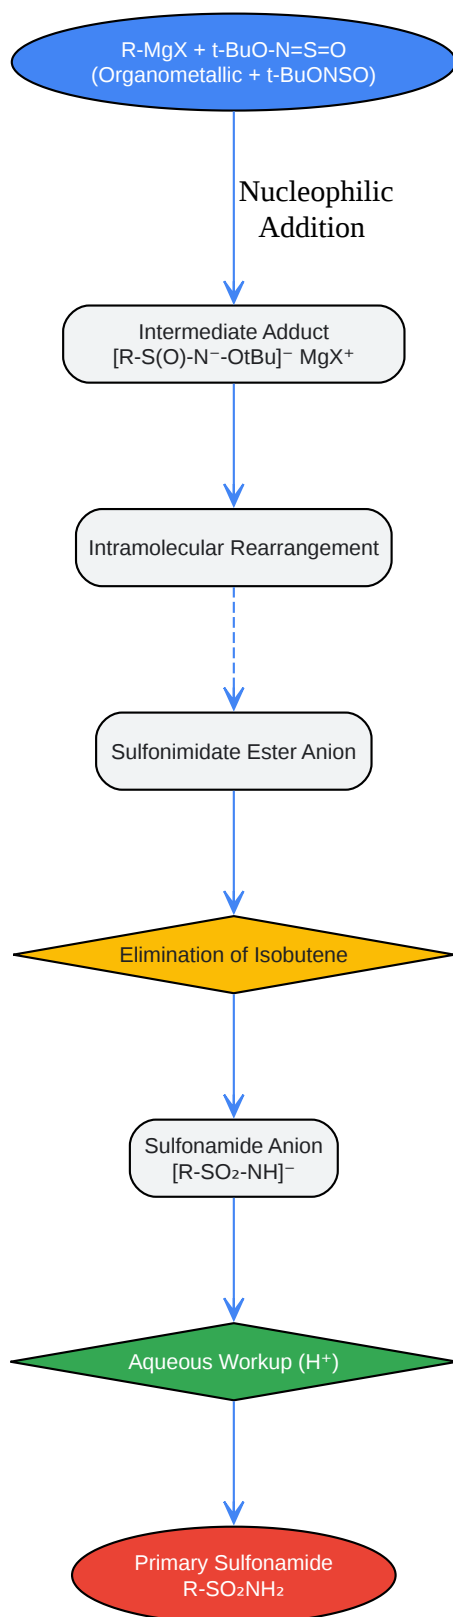 R-MgX + t-BuO-N=S=O
(Organometallic + t-BuONSO)
Nucleophilic
Addition
Intermediate Adduct
[R-S(O)-N⁻-OtBu]⁻ MgX⁺
Intramolecular Rearrangement
Sulfonimidate Ester Anion
Elimination of Isobutene
Sulfonamide Anion
[R-SO₂-NH]⁻
Aqueous Workup (H⁺)
Primary Sulfonamide
R-SO₂NH₂